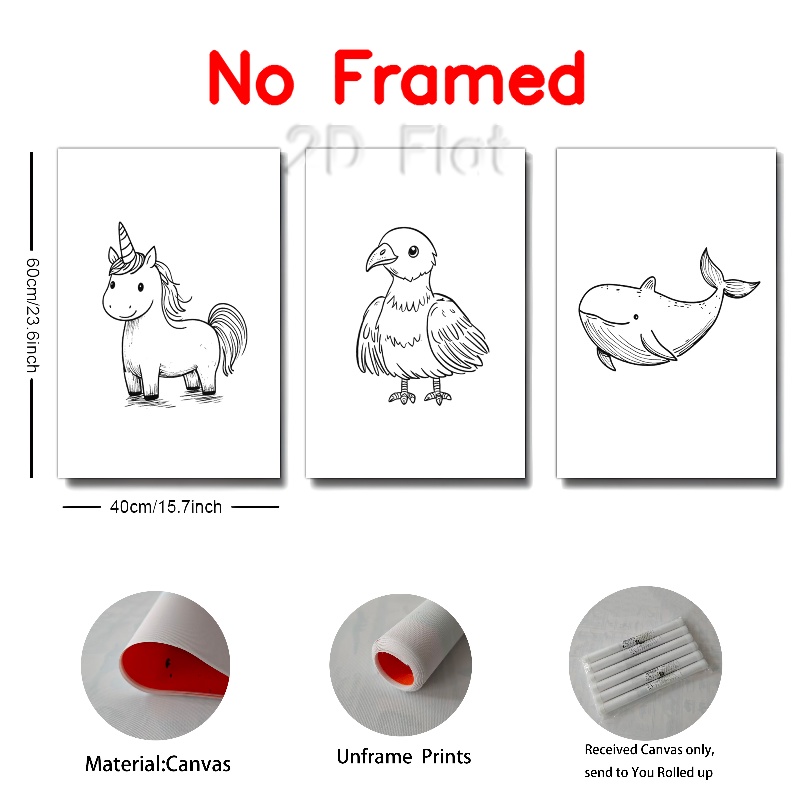 No Framed
2D Flat
60cm/23.6inch
40cm/15.7inch
Material:Canvas
Unframe Prints
Received Canvas only,
send to You Rolled up